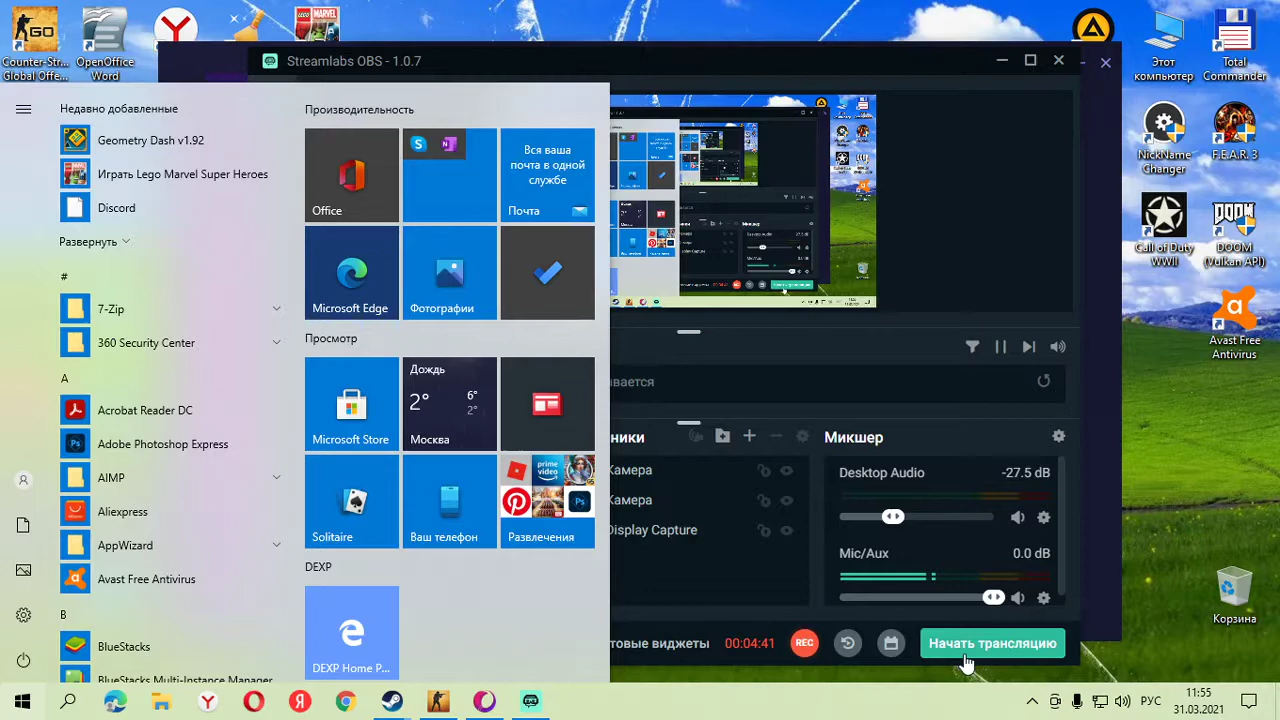 Counter-Str...
Global Offe...
OpenOffice
Word
Streamlabs OBS - 1.0.7
Этот
компьютер
Total
Commander
NickName
Changer
F.E.A.R. 3
Call of Duty
WWII
DOOM
(Vulkan API)
Avast Free
Antivirus
Корзина
Недавно добавленные
Geometry Dash v1.92
Играть Lego Marvel Super Heroes
Discord
Развернуть
#
7-Zip
360 Security Center
A
Acrobat Reader DC
Adobe Photoshop Express
AIMP
Aliexpress
AppWizard
Avast Free Antivirus
B
BlueStacks
BlueStacks Multi-Instance Manager
Производительность
Office
Вся ваша
почта в одной
службе
Почта
Microsoft Edge
Фотографии
Просмотр
Microsoft Store
Дождь
2° 6°
2°
Москва
Solitaire
Ваш телефон
prime video
Развлечения
DEXP
DEXP Home P...
вается
ники
Камера
Камера
Display Capture
Микшер
Desktop Audio -27.5 dB
Mic/Aux 0.0 dB
товые виджеты 00:04:41 REC Начать трансляцию
РУС
11:55
31.03.2021